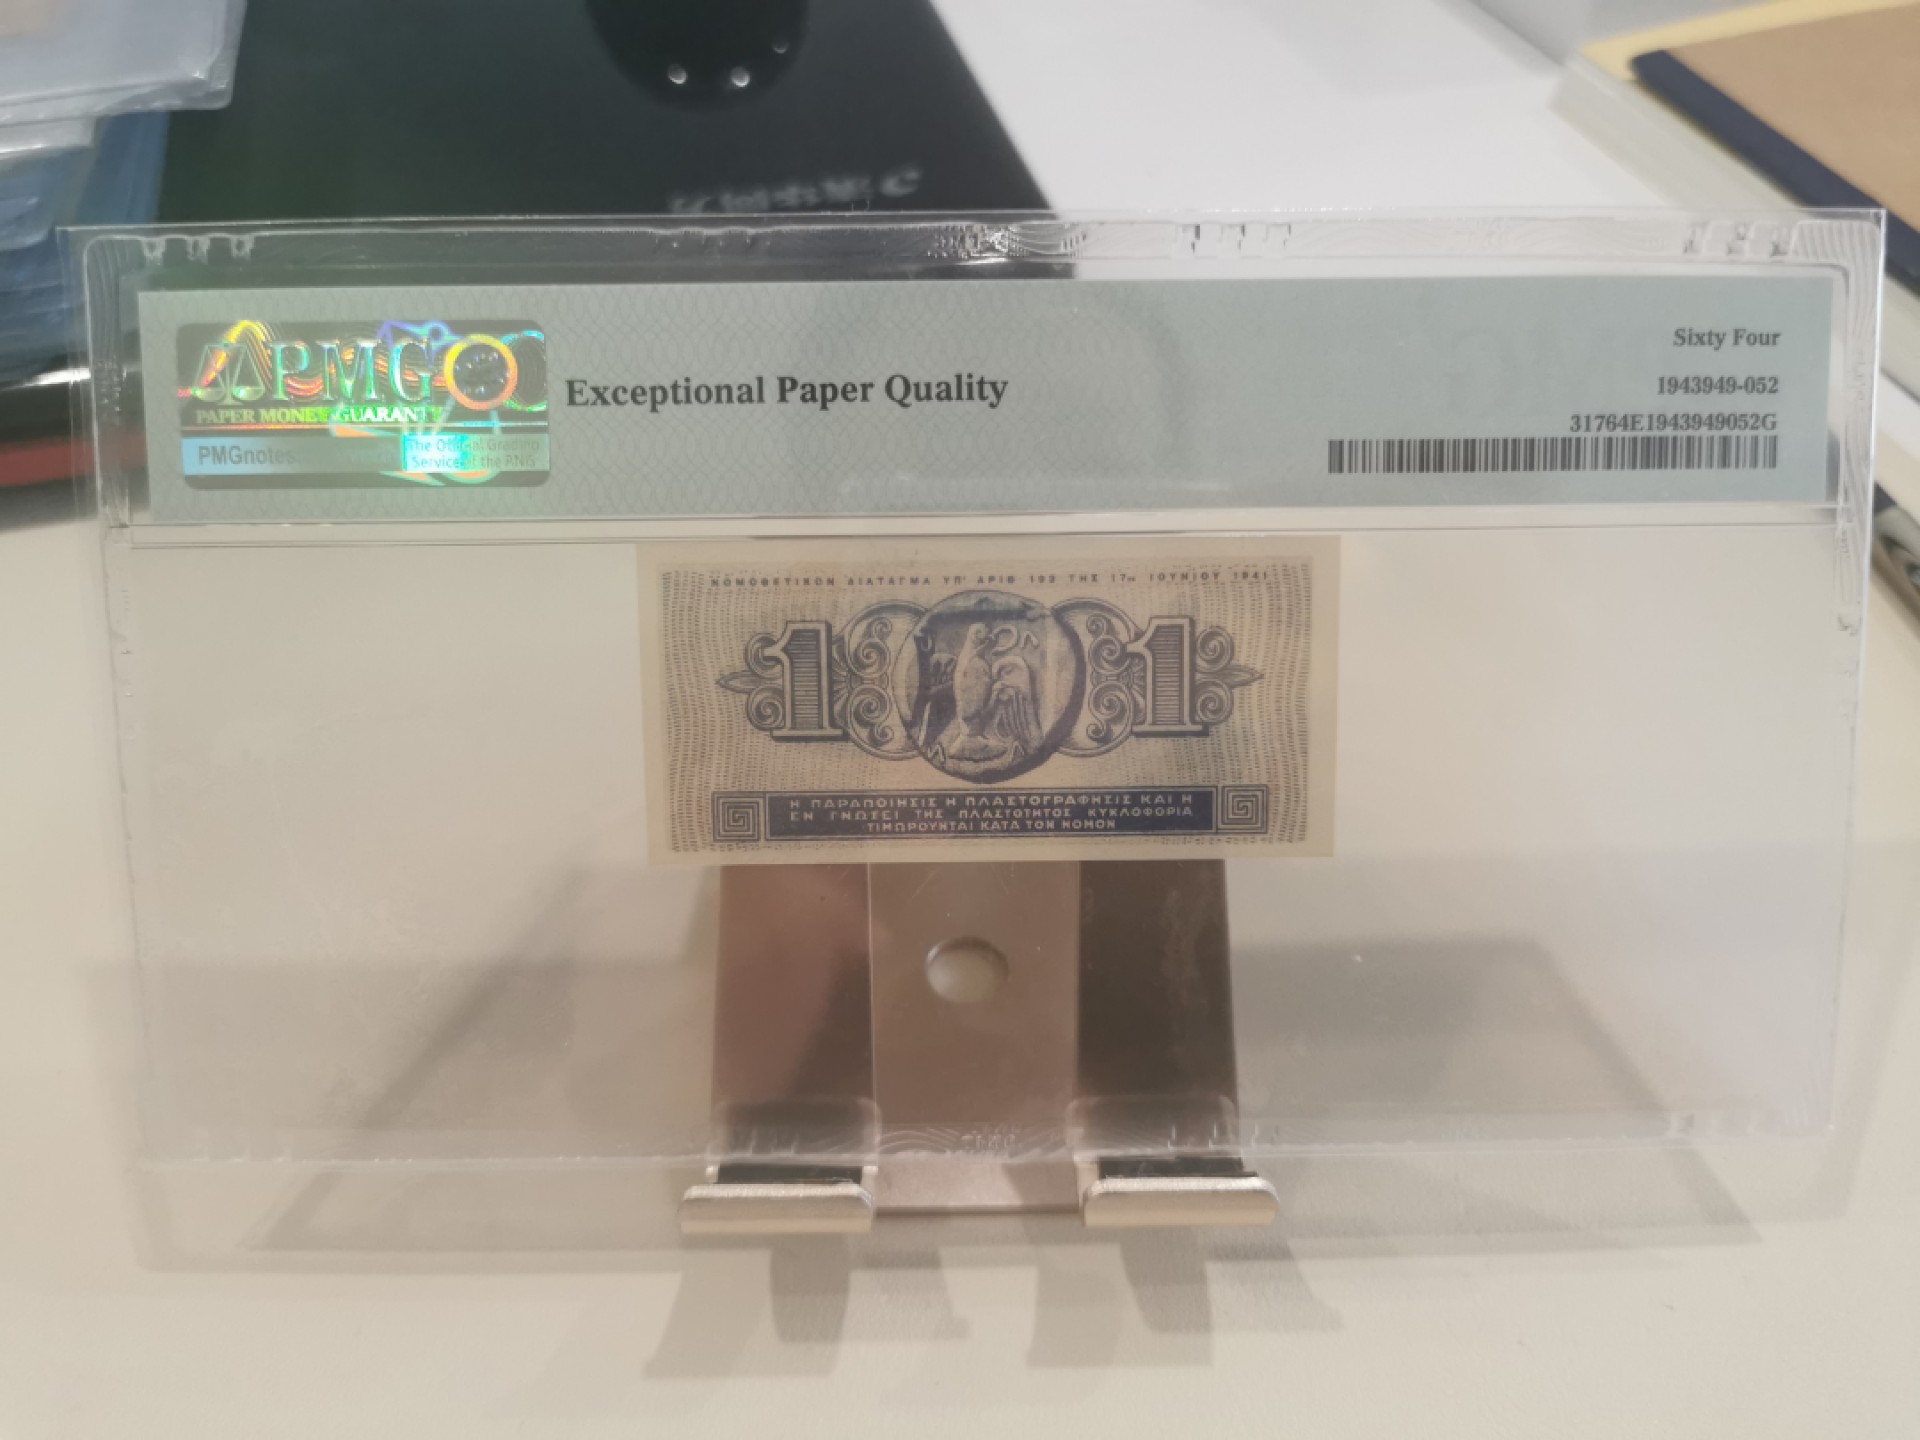 PMG
PAPER MONEY GUARANTY
PMGnotes
The Official Grading
Service of the PNG
Exceptional Paper Quality
Sixty Four
1943949-052
31764E1943949052G
ΝΟΜΟΘΕΤΙΚΟΝ ΔΙΑΤΑΓΜΑ ΥΠ' ΑΡΙΘ 193 ΤΗΣ 17ης ΙΟΥΝΙΟΥ 1941
1 1
Η ΠΑΡΑΠΟΙΗΣΙΣ Η ΠΛΑΣΤΟΓΡΑΦΗΣΙΣ ΚΑΙ Η
ΕΝ ΓΝΩΣΕΙ ΤΗΣ ΠΛΑΣΤΟΤΗΤΟΣ ΚΥΚΛΟΦΟΡΙΑ
ΤΙΜΩΡΟΥΝΤΑΙ ΚΑΤΑ ΤΟΝ ΝΟΜΟΝ